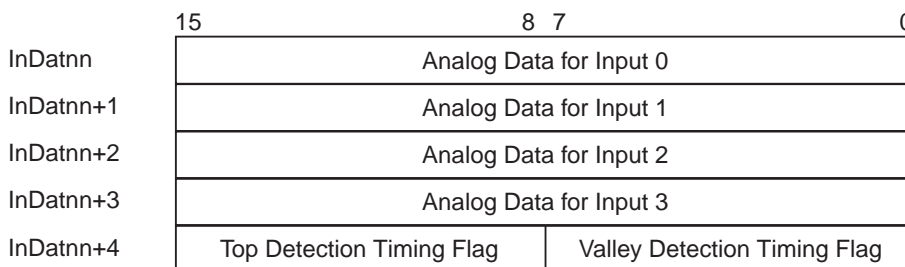 15 8 7 0
InDatnn Analog Data for Input 0
InDatnn+1 Analog Data for Input 1
InDatnn+2 Analog Data for Input 2
InDatnn+3 Analog Data for Input 3
InDatnn+4 Top Detection Timing Flag Valley Detection Timing Flag